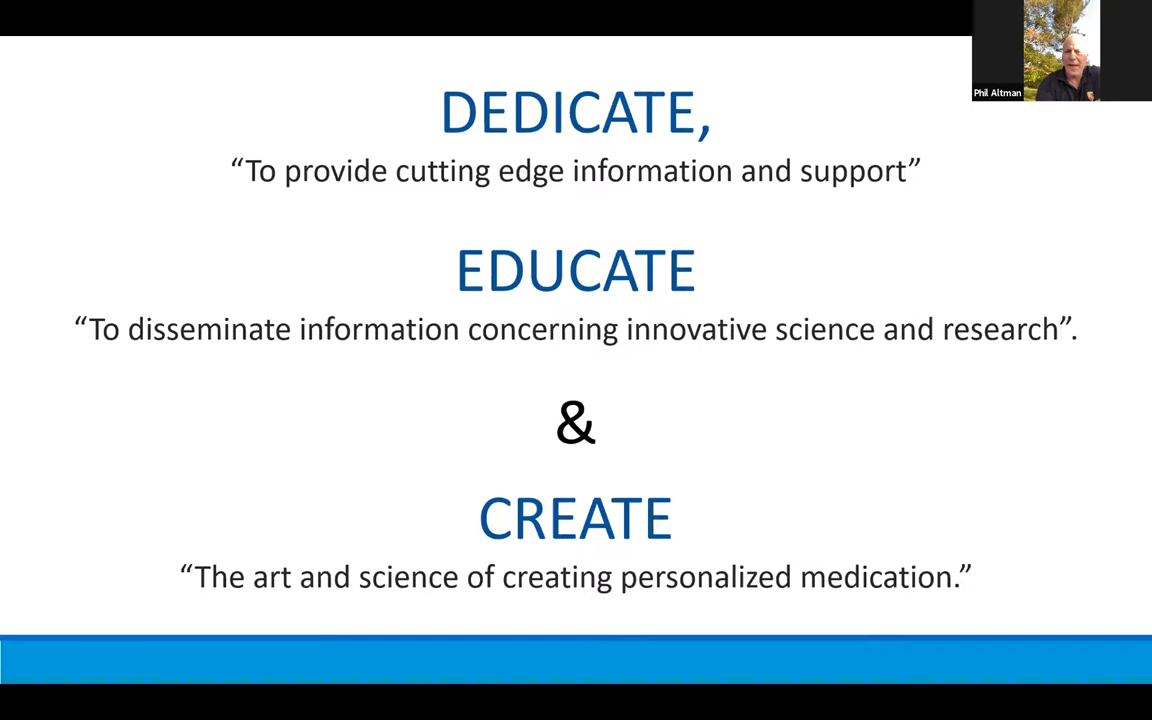 Phil Altman
DEDICATE,
“To provide cutting edge information and support”
EDUCATE
“To disseminate information concerning innovative science and research”.
&
CREATE
“The art and science of creating personalized medication.”